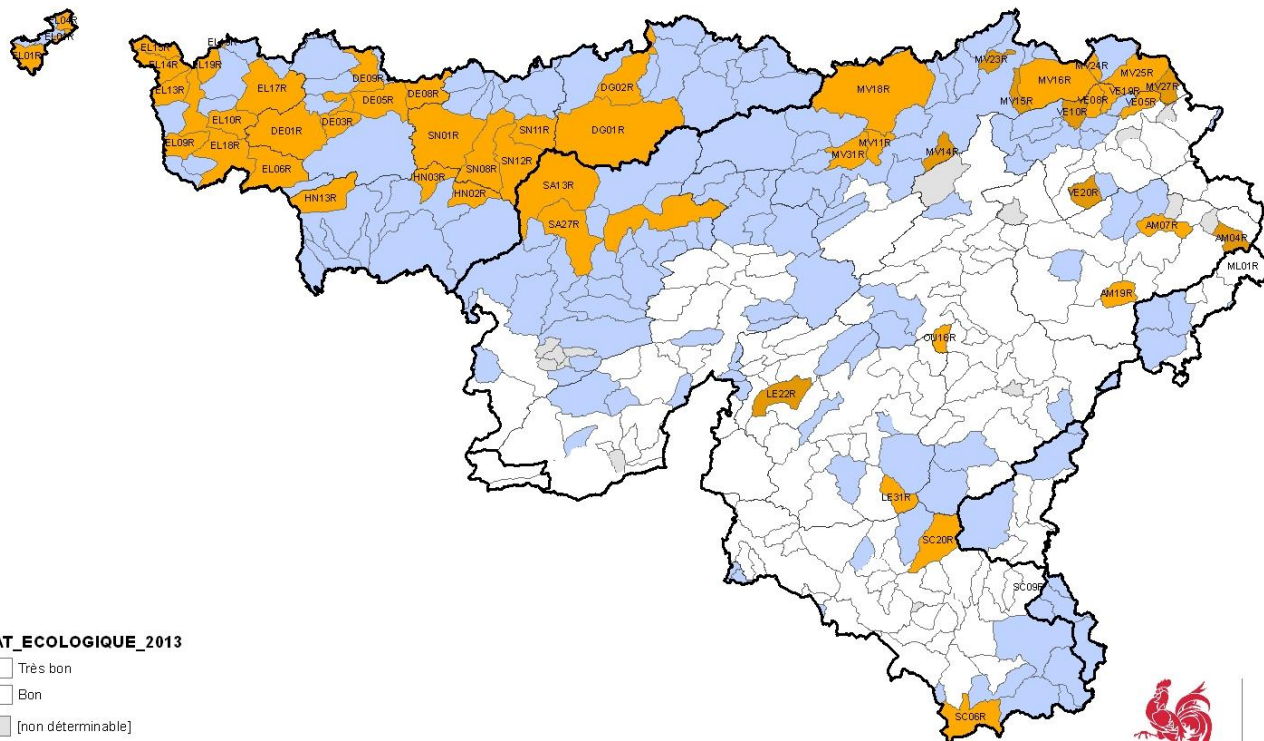 EL04R
EL01R
EL01R
EL15R
EL14R
EL19R
EL13R
EL17R
DE09R
DE08R
DE05R
DE03R
EL10R
DE01R
EL09R
EL18R
EL06R
HN13R
SN01R
SN11R
SN12R
SN08R
HN03R
HN02R
DG02R
DG01R
SA13R
SA27R
MV18R
MV11R
MV31R
MV14R
MV23R
MV15R
MV16R
MV24R
MV25R
MV27R
VE19R
VE08R
VE05R
VE10R
VE20R
AM07R
AM04R
ML01R
AM19R
OU16R
LE22R
LE31R
SC20R
SC09R
SC06R
AT_ECOLOGIQUE_2013
Très bon
Bon
[non déterminable]